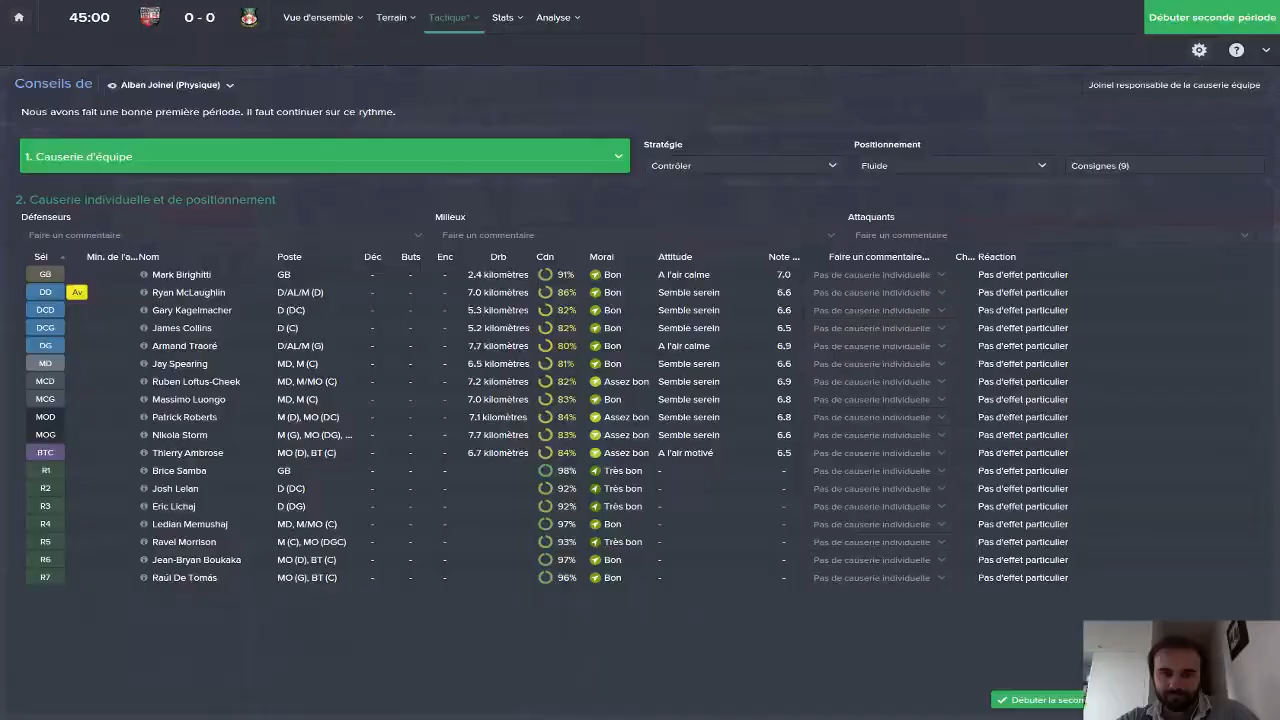 45:00 0 - 0 Vue d'ensemble Terrain Tactique* Stats Analyse Débuter seconde période
Conseils de Alban Joinel (Physique) Joinel responsable de la causerie équipe
Nous avons fait une bonne première période. Il faut continuer sur ce rythme.
Stratégie Positionnement
1. Causerie d'équipe Contrôler Fluide Consignes (9)
2. Causerie individuelle et de positionnement
Défenseurs Milieux Attaquants
Faire un commentaire Faire un commentaire Faire un commentaire
Sél Min. de l'a... Nom Poste Déc Buts Enc Drb Cdn Moral Attitude Note ... Faire un commentaire... Ch... Réaction
GB Mark Birighitti GB - - - 2.4 kilomètres 91% Bon A l'air calme 7.0 Pas de causerie individuelle Pas d'effet particulier
DD Av Ryan McLaughlin D/AL/M (D) - - - 7.0 kilomètres 86% Bon Semble serein 6.6 Pas de causerie individuelle Pas d'effet particulier
DCD Gary Kagelmacher D (DC) - - - 5.3 kilomètres 82% Bon Semble serein 6.6 Pas de causerie individuelle Pas d'effet particulier
DCG James Collins D (C) - - - 5.2 kilomètres 82% Bon Semble serein 6.5 Pas de causerie individuelle Pas d'effet particulier
DG Armand Traoré D/AL/M (G) - - - 7.7 kilomètres 80% Bon A l'air calme 6.9 Pas de causerie individuelle Pas d'effet particulier
MD Jay Spearing MD, M (C) - - - 6.5 kilomètres 81% Bon Semble serein 6.6 Pas de causerie individuelle Pas d'effet particulier
MCD Ruben Loftus-Cheek MD, M/MO (C) - - - 7.2 kilomètres 82% Assez bon Semble serein 6.9 Pas de causerie individuelle Pas d'effet particulier
MCG Massimo Luongo MD, M (C) - - - 7.0 kilomètres 83% Bon Semble serein 6.8 Pas de causerie individuelle Pas d'effet particulier
MOD Patrick Roberts M (D), MO (DC) - - - 7.1 kilomètres 84% Assez bon Semble serein 6.8 Pas de causerie individuelle Pas d'effet particulier
MOG Nikola Storm M (G), MO (DG), ... - - - 7.7 kilomètres 83% Assez bon Semble serein 6.6 Pas de causerie individuelle Pas d'effet particulier
BTC Thierry Ambrose MO (D), BT (C) - - - 6.7 kilomètres 84% Assez bon A l'air motivé 6.5 Pas de causerie individuelle Pas d'effet particulier
R1 Brice Samba GB 98% Très bon - - Pas de causerie individuelle Pas d'effet particulier
R2 Josh Lelan D (DC) 92% Très bon - - Pas de causerie individuelle Pas d'effet particulier
R3 Eric Lichaj D (DG) 92% Très bon - - Pas de causerie individuelle Pas d'effet particulier
R4 Ledian Memushaj MD, M/MO (C) 97% Bon - - Pas de causerie individuelle Pas d'effet particulier
R5 Ravel Morrison M (C), MO (DGC) 93% Très bon - - Pas de causerie individuelle Pas d'effet particulier
R6 Jean-Bryan Boekaka MO (D), BT (C) 97% Bon - - Pas de causerie individuelle Pas d'effet particulier
R7 Raúl De Tomás MO (G), BT (C) 96% Bon - - Pas de causerie individuelle Pas d'effet particulier
Débuter la secon